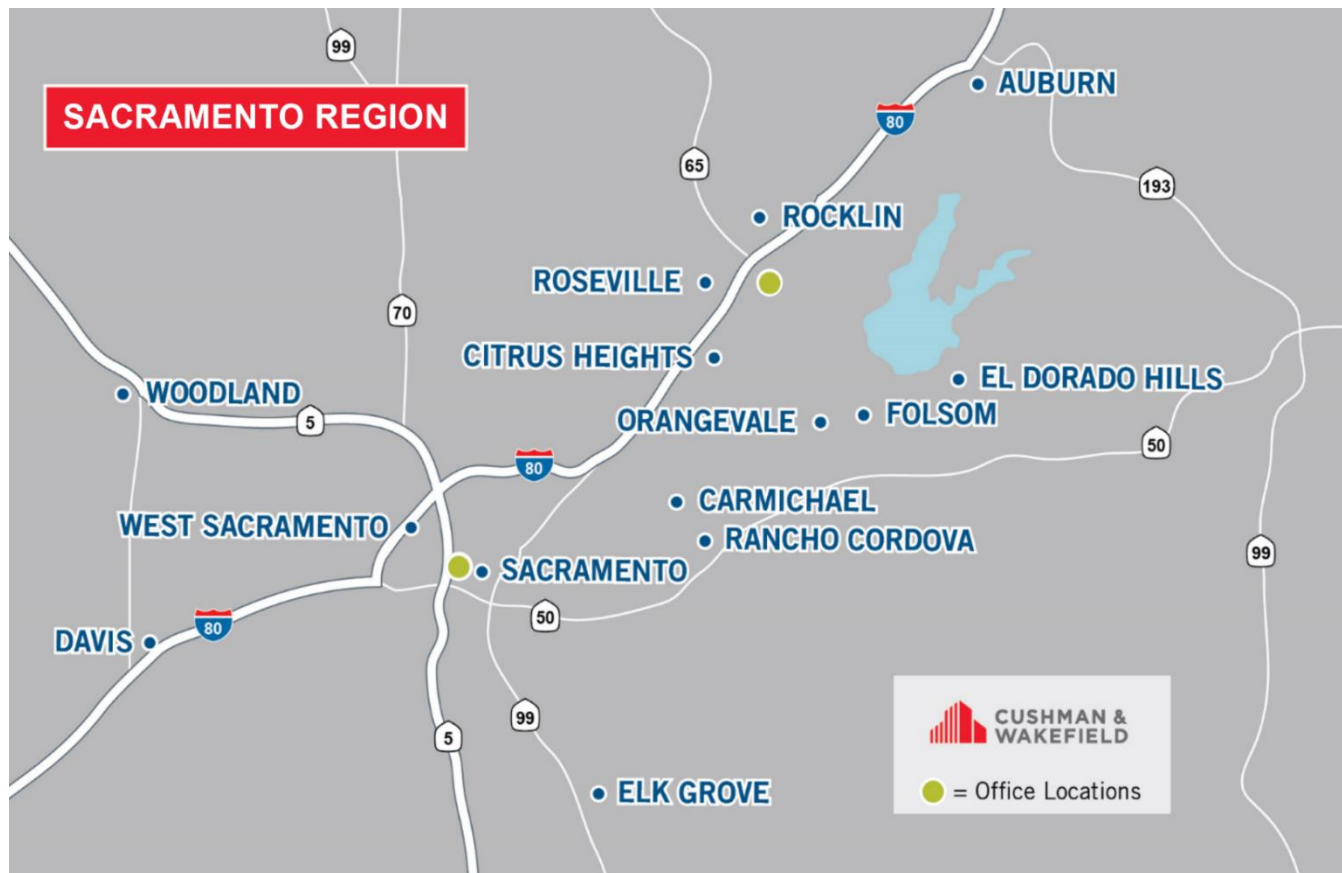 99
SACRAMENTO REGION
AUBURN
80
65
193
ROCKLIN
ROSEVILLE
70
CITRUS HEIGHTS
EL DORADO HILLS
WOODLAND
FOLSOM
ORANGEVALE
5
50
80
CARMICHAEL
WEST SACRAMENTO
RANCHO CORDOVA
99
SACRAMENTO
50
80
DAVIS
99
5
CUSHMAN &
WAKEFIELD
ELK GROVE
= Office Locations